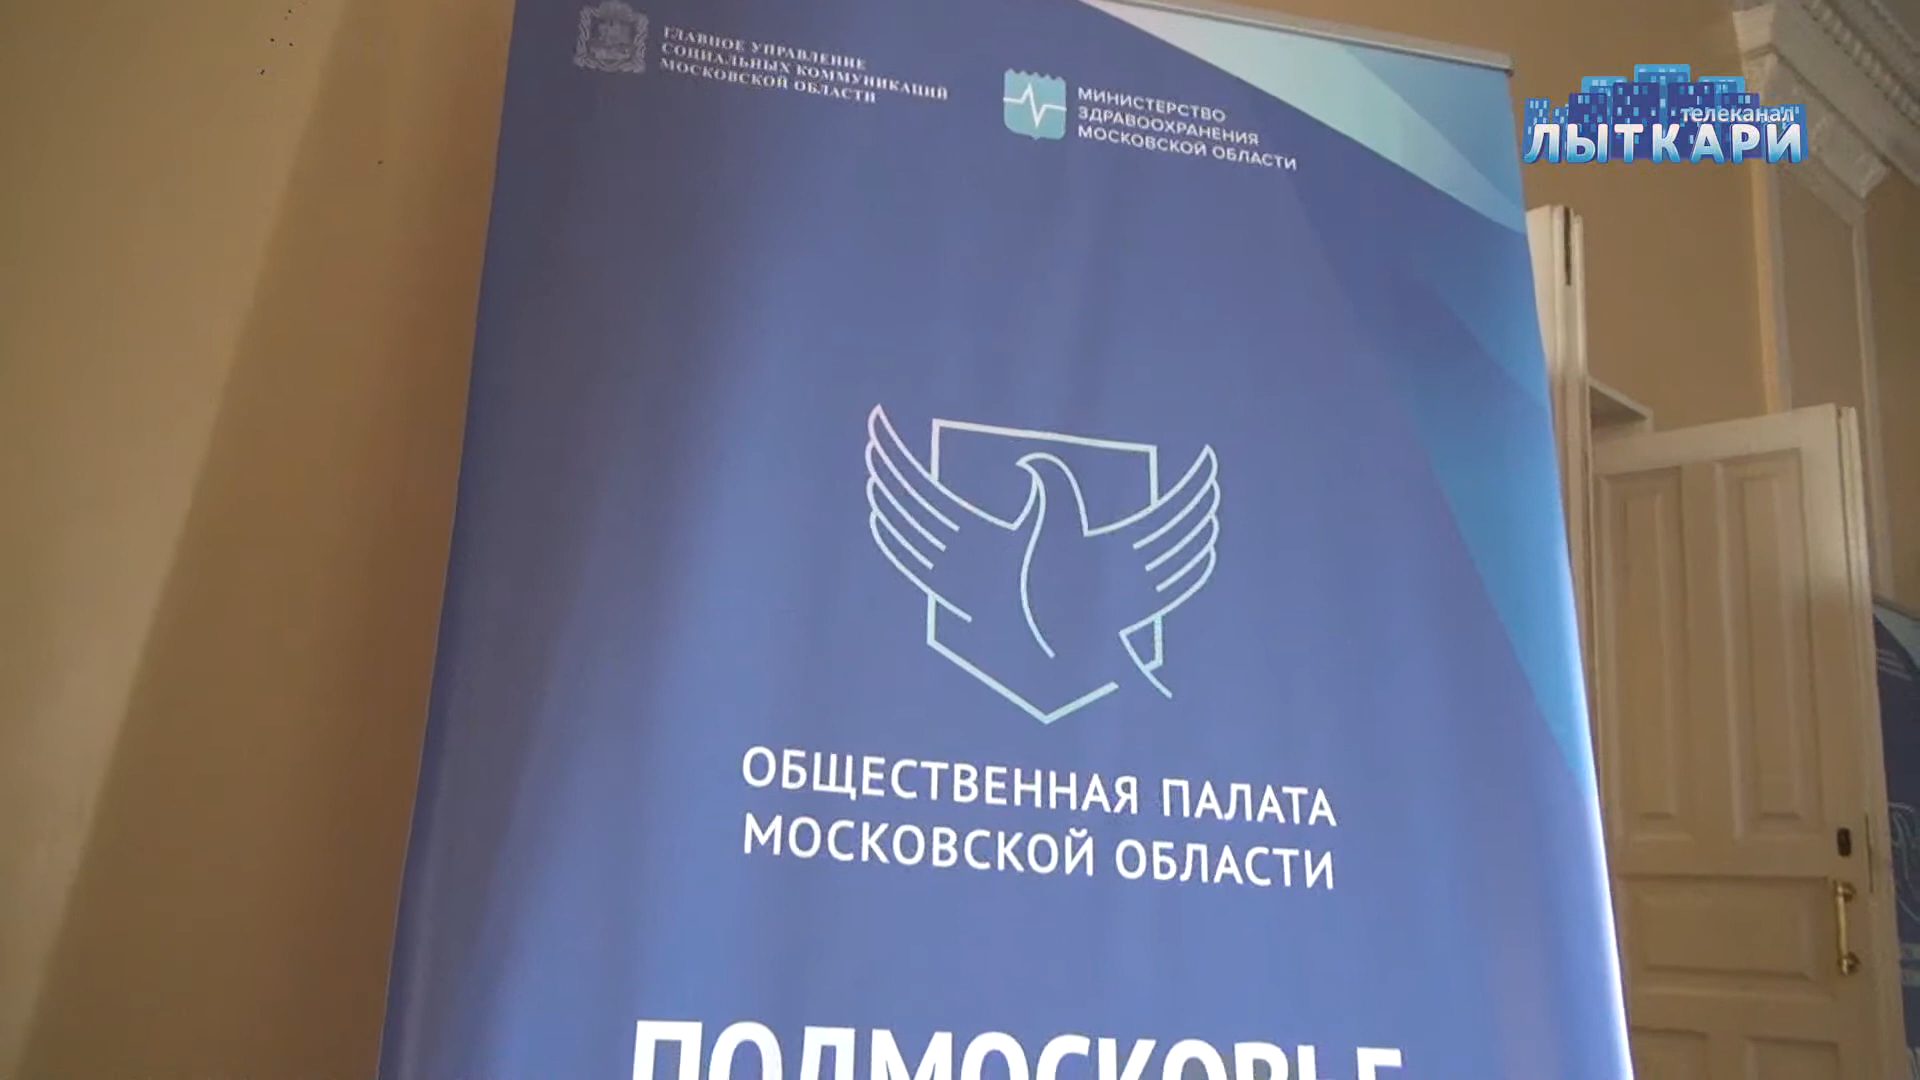 ГЛАВНОЕ УПРАВЛЕНИЕ
СОЦИАЛЬНЫХ КОММУНИКАЦИЙ
МОСКОВСКОЙ ОБЛАСТИ
МИНИСТЕРСТВО
ЗДРАВООХРАНЕНИЯ
МОСКОВСКОЙ ОБЛАСТИ
телеканал
ЛЫТКАРИ
ОБЩЕСТВЕННАЯ ПАЛАТА
МОСКОВСКОЙ ОБЛАСТИ
ПОДМОСКОВЬЕ